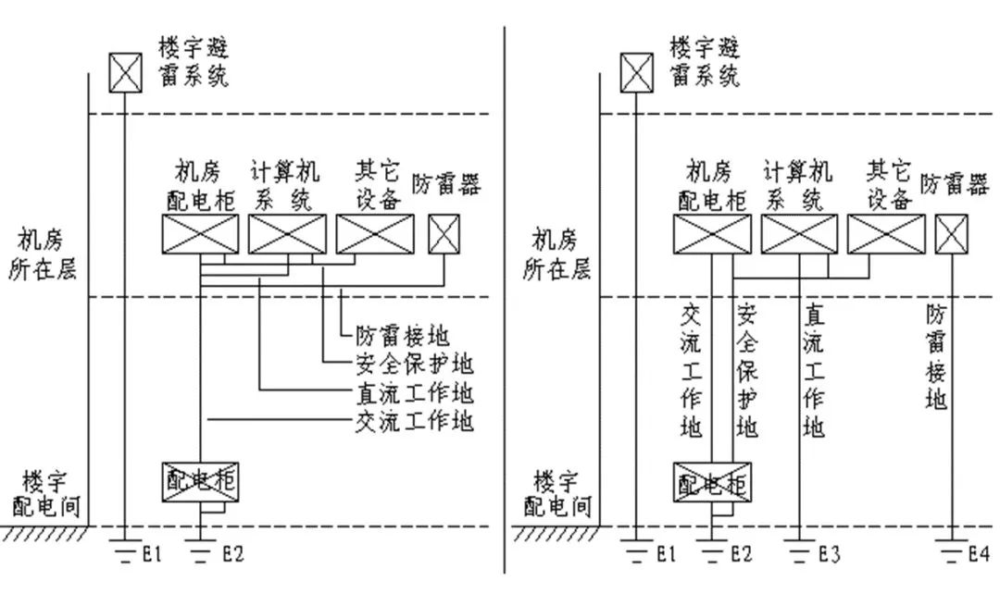 楼宇避
雷系统
机房
配电柜
计算机
系统
其它
设备
防雷器
机房
所在层
防雷接地
安全保护地
直流工作地
交流工作地
配电柜
楼宇
配电间
E1
E2
楼宇避
雷系统
机房
配电柜
计算机
系统
其它
设备
防雷器
机房
所在层
交流工作地
安全保护地
直流工作地
防雷接地
配电柜
楼宇
配电间
E1
E2
E3
E4